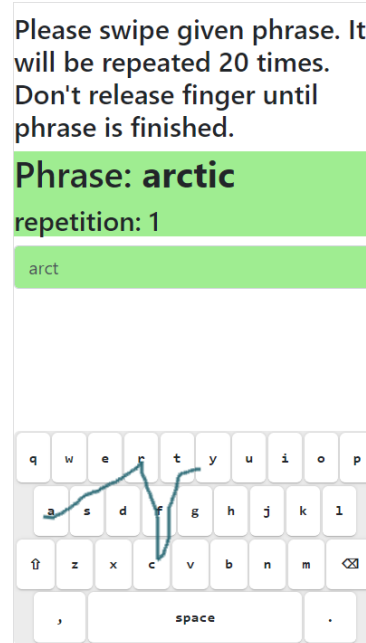 Please swipe given phrase. It
will be repeated 20 times.
Don't release finger until
phrase is finished.
Phrase: arctic
repetition: 1
arct
q w e r t y u i o p
a s d f g h j k l
⇧ z x c v b n m ⌫
, space .